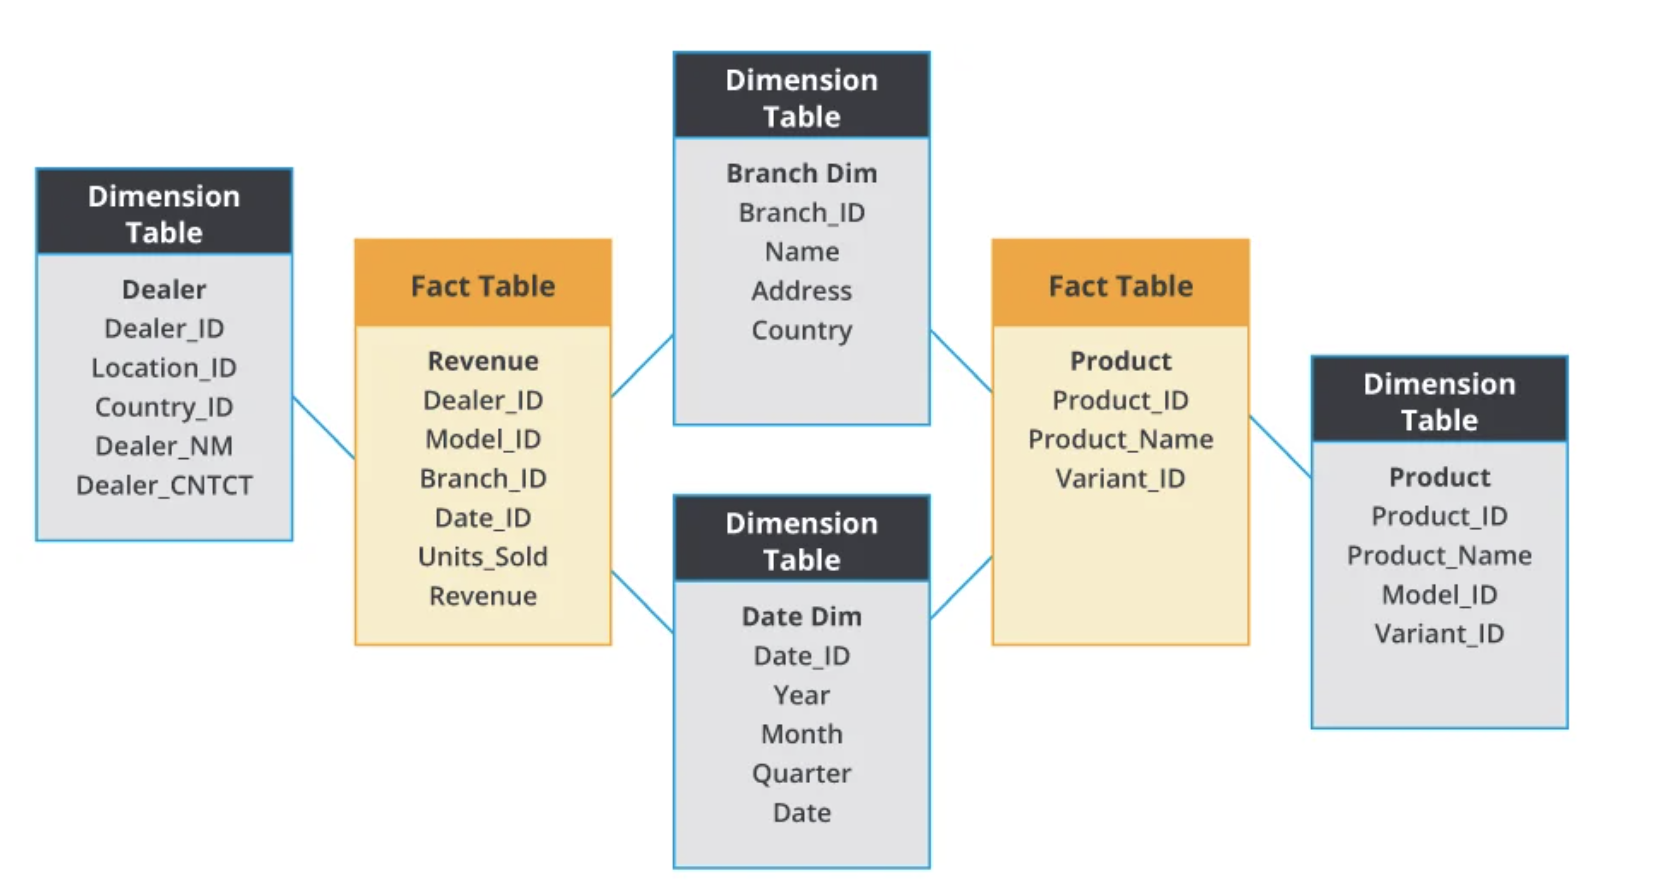 Dimension
Table
Dealer
Dealer_ID
Location_ID
Country_ID
Dealer_NM
Dealer_CNTCT
Fact Table
Revenue
Dealer_ID
Model_ID
Branch_ID
Date_ID
Units_Sold
Revenue
Dimension
Table
Branch Dim
Branch_ID
Name
Address
Country
Dimension
Table
Date Dim
Date_ID
Year
Month
Quarter
Date
Fact Table
Product
Product_ID
Product_Name
Variant_ID
Dimension
Table
Product
Product_ID
Product_Name
Model_ID
Variant_ID